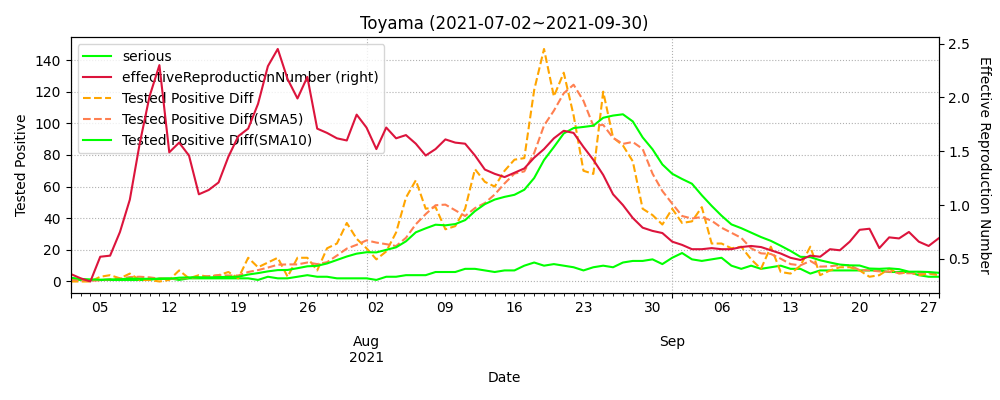 Toyama (2021-07-02~2021-09-30)
serious
effectiveReproductionNumber (right)
Tested Positive Diff
Tested Positive Diff(SMA5)
Tested Positive Diff(SMA10)
Tested Positive
140
120
100
80
60
40
20
0
2.5
2.0
1.5
1.0
0.5
Effective Reproduction Number
05 12 19 26 02 09 16 23 30 06 13 20 27
Aug Sep
2021
Date